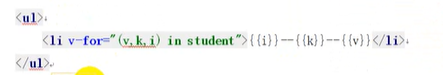 <ul>
<li v-for="(v,k,i) in student">{{i}}--{{k}}--{{v}}</li>
</ul>